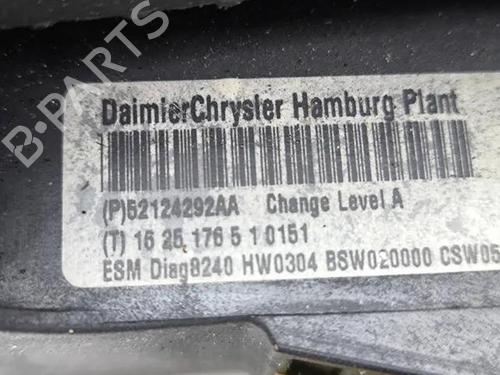 B-PARTS
DaimlerChrysler Hamburg Plant
(P)52124292AA Change Level A
(T) 16 25 176 5 1 0151
ESM Diag8240 HW0304 BSW020000 CSW05